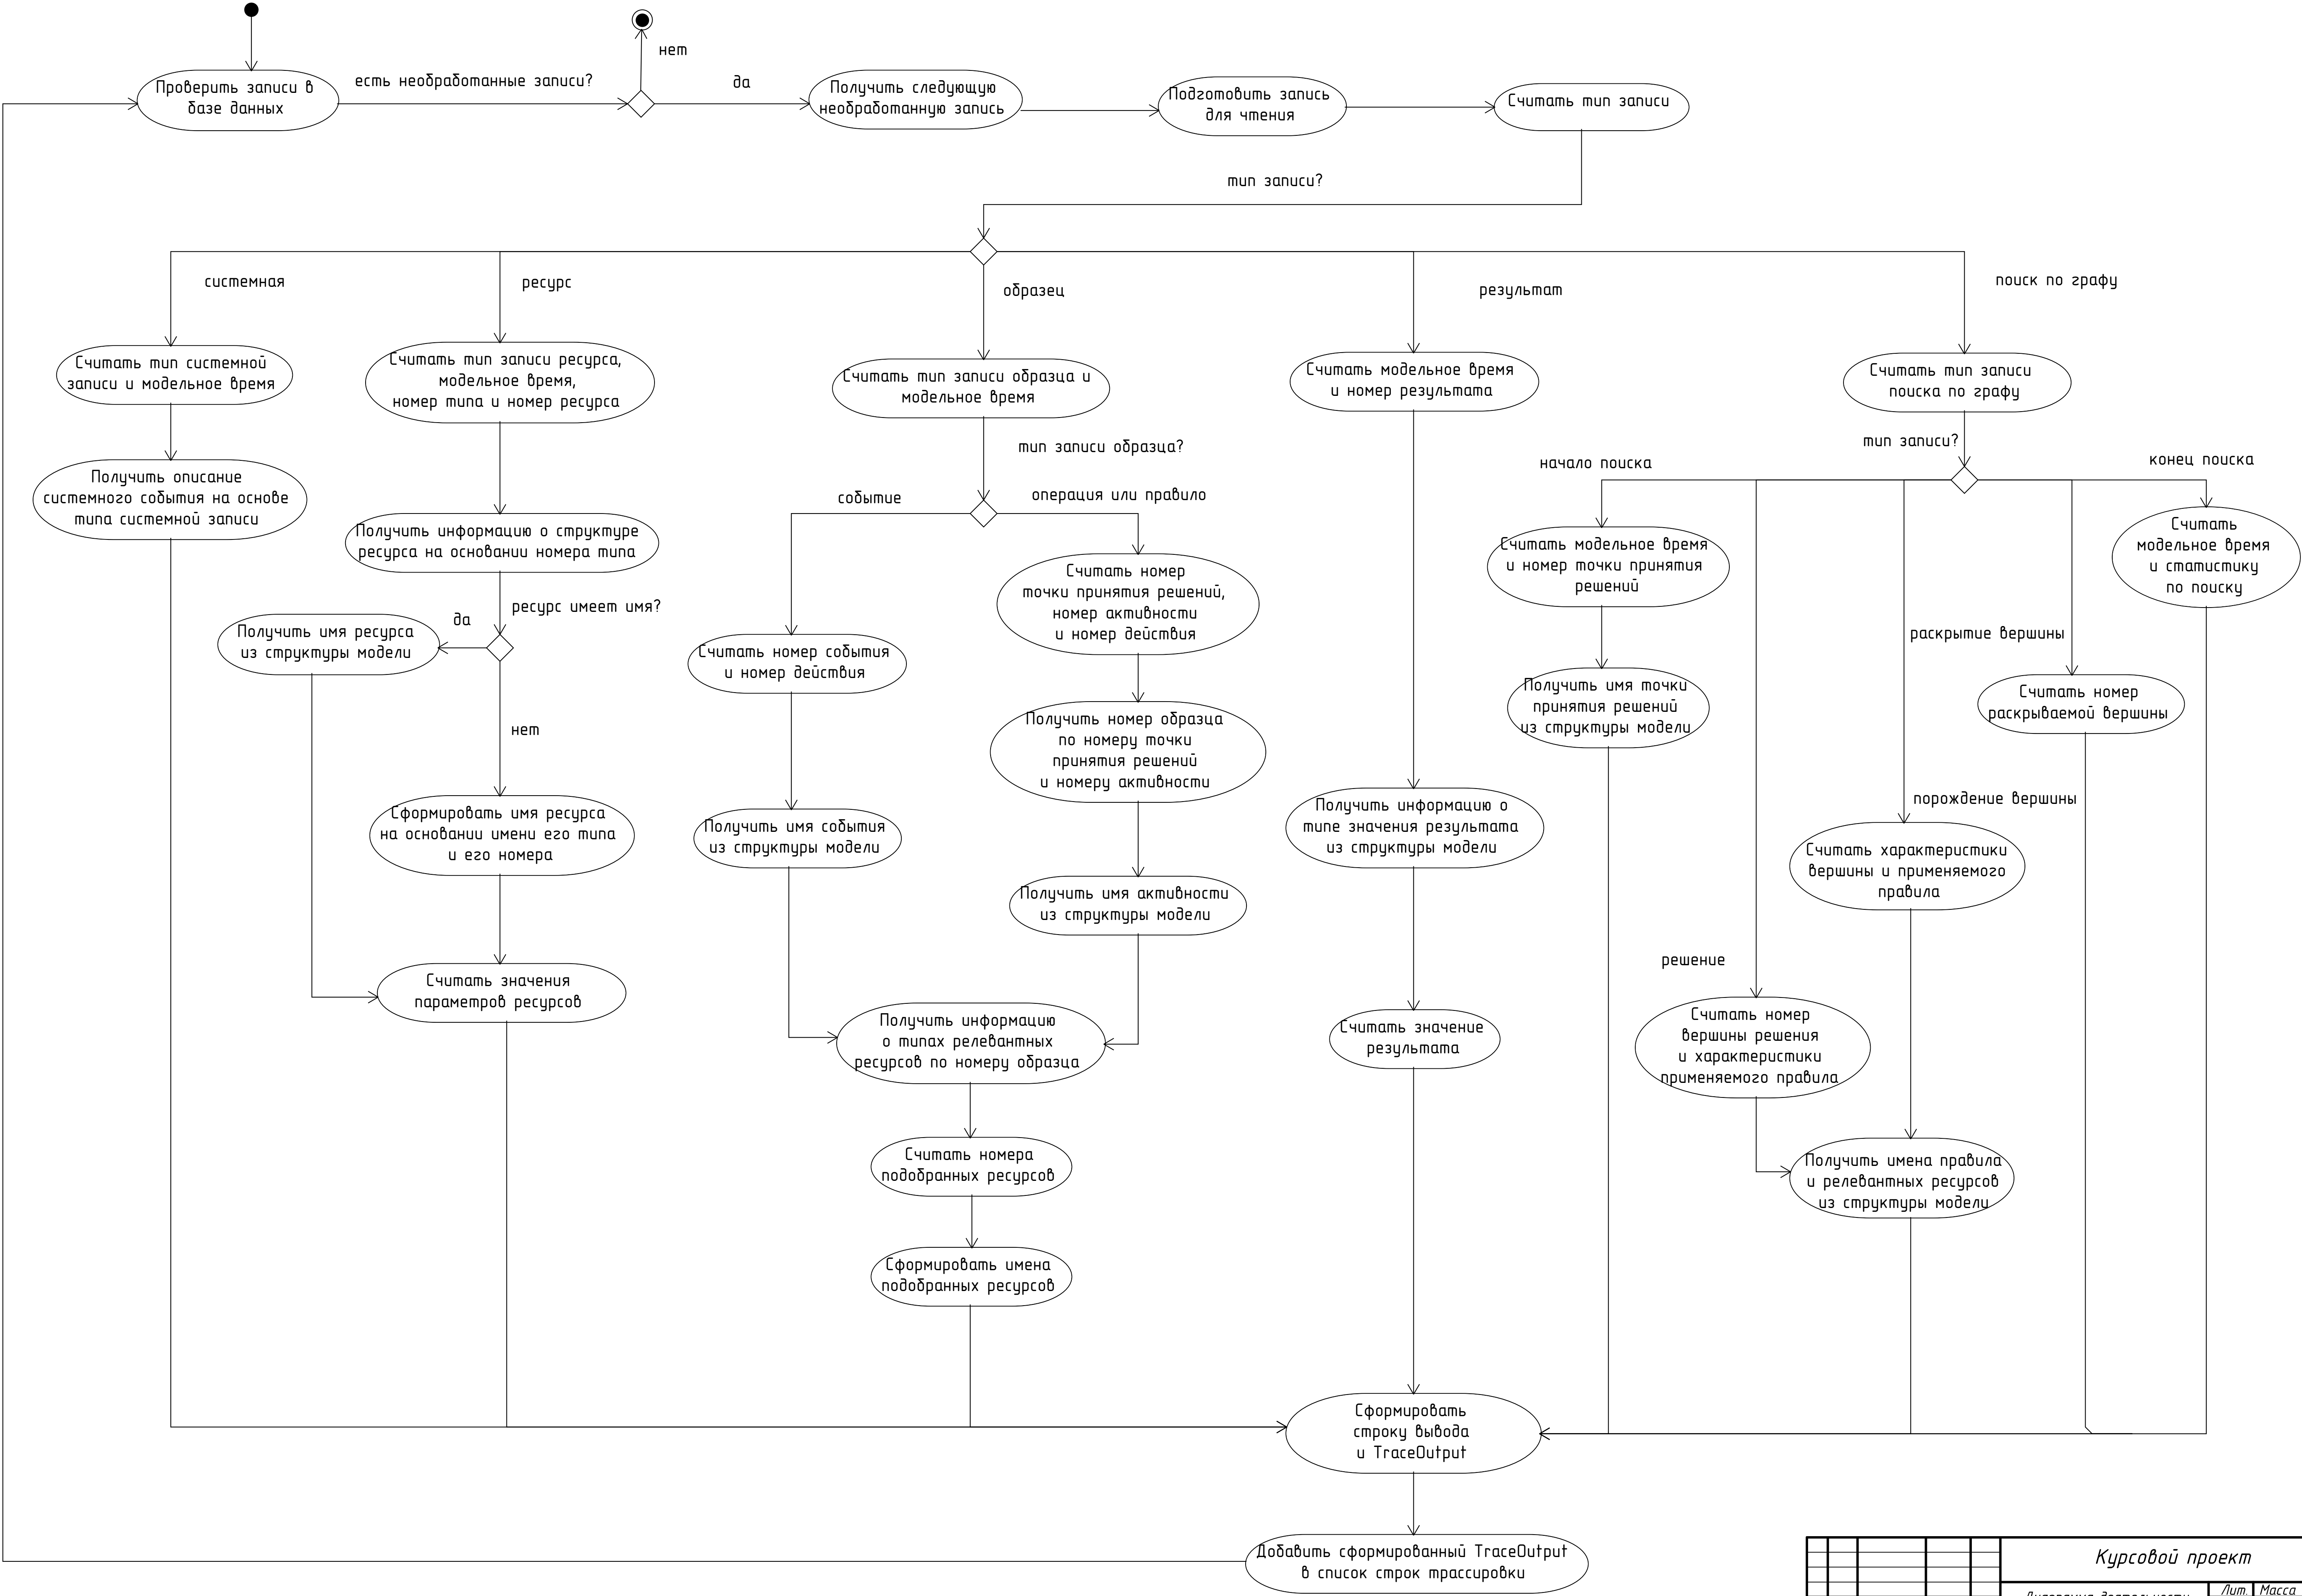 нет
есть необработанные записи?
да
Проверить записи в
базе данных
Получить следующую
необработанную запись
Подготовить запись
для чтения
Считать тип записи
тип записи?
системная
ресурс
образец
результат
поиск по графу
Считать тип системной
записи и модельное время
Считать тип записи ресурса,
модельное время,
номер типа и номер ресурса
Считать тип записи образца и
модельное время
Считать модельное время
и номер результата
Считать тип записи
поиска по графу
тип записи образца?
тип записи?
начало поиска
конец поиска
событие
операция или правило
Получить описание
системного события на основе
типа системной записи
Получить информацию о структуре
ресурса на основании номера типа
Считать номер
точки принятия решений,
номер активности
и номер действия
Считать модельное время
и номер точки принятия
решений
Считать
модельное время
и статистику
по поиску
ресурс имеет имя?
да
Получить имя ресурса
из структуры модели
Считать номер события
и номер действия
раскрытие вершины
Получить имя точки
принятия решений
из структуры модели
Считать номер
раскрываемой вершины
нет
Получить номер образца
по номеру точки
принятия решений
и номеру активности
порождение вершины
Сформировать имя ресурса
на основании имени его типа
и его номера
Получить имя события
из структуры модели
Получить информацию о
типе значения результата
из структуры модели
Считать характеристики
вершины и применяемого
правила
Получить имя активности
из структуры модели
решение
Считать значения
параметров ресурсов
Получить информацию
о типах релевантных
ресурсов по номеру образца
Считать значение
результата
Считать номер
вершины решения
и характеристики
применяемого правила
Считать номера
подобранных ресурсов
Получить имена правила
и релевантных ресурсов
из структуры модели
Сформировать имена
подобранных ресурсов
Сформировать
строку вывода
и TraceOutput
Добавить сформированный TraceOutput
в список строк трассировки
Курсовой проект
Лит. Масса